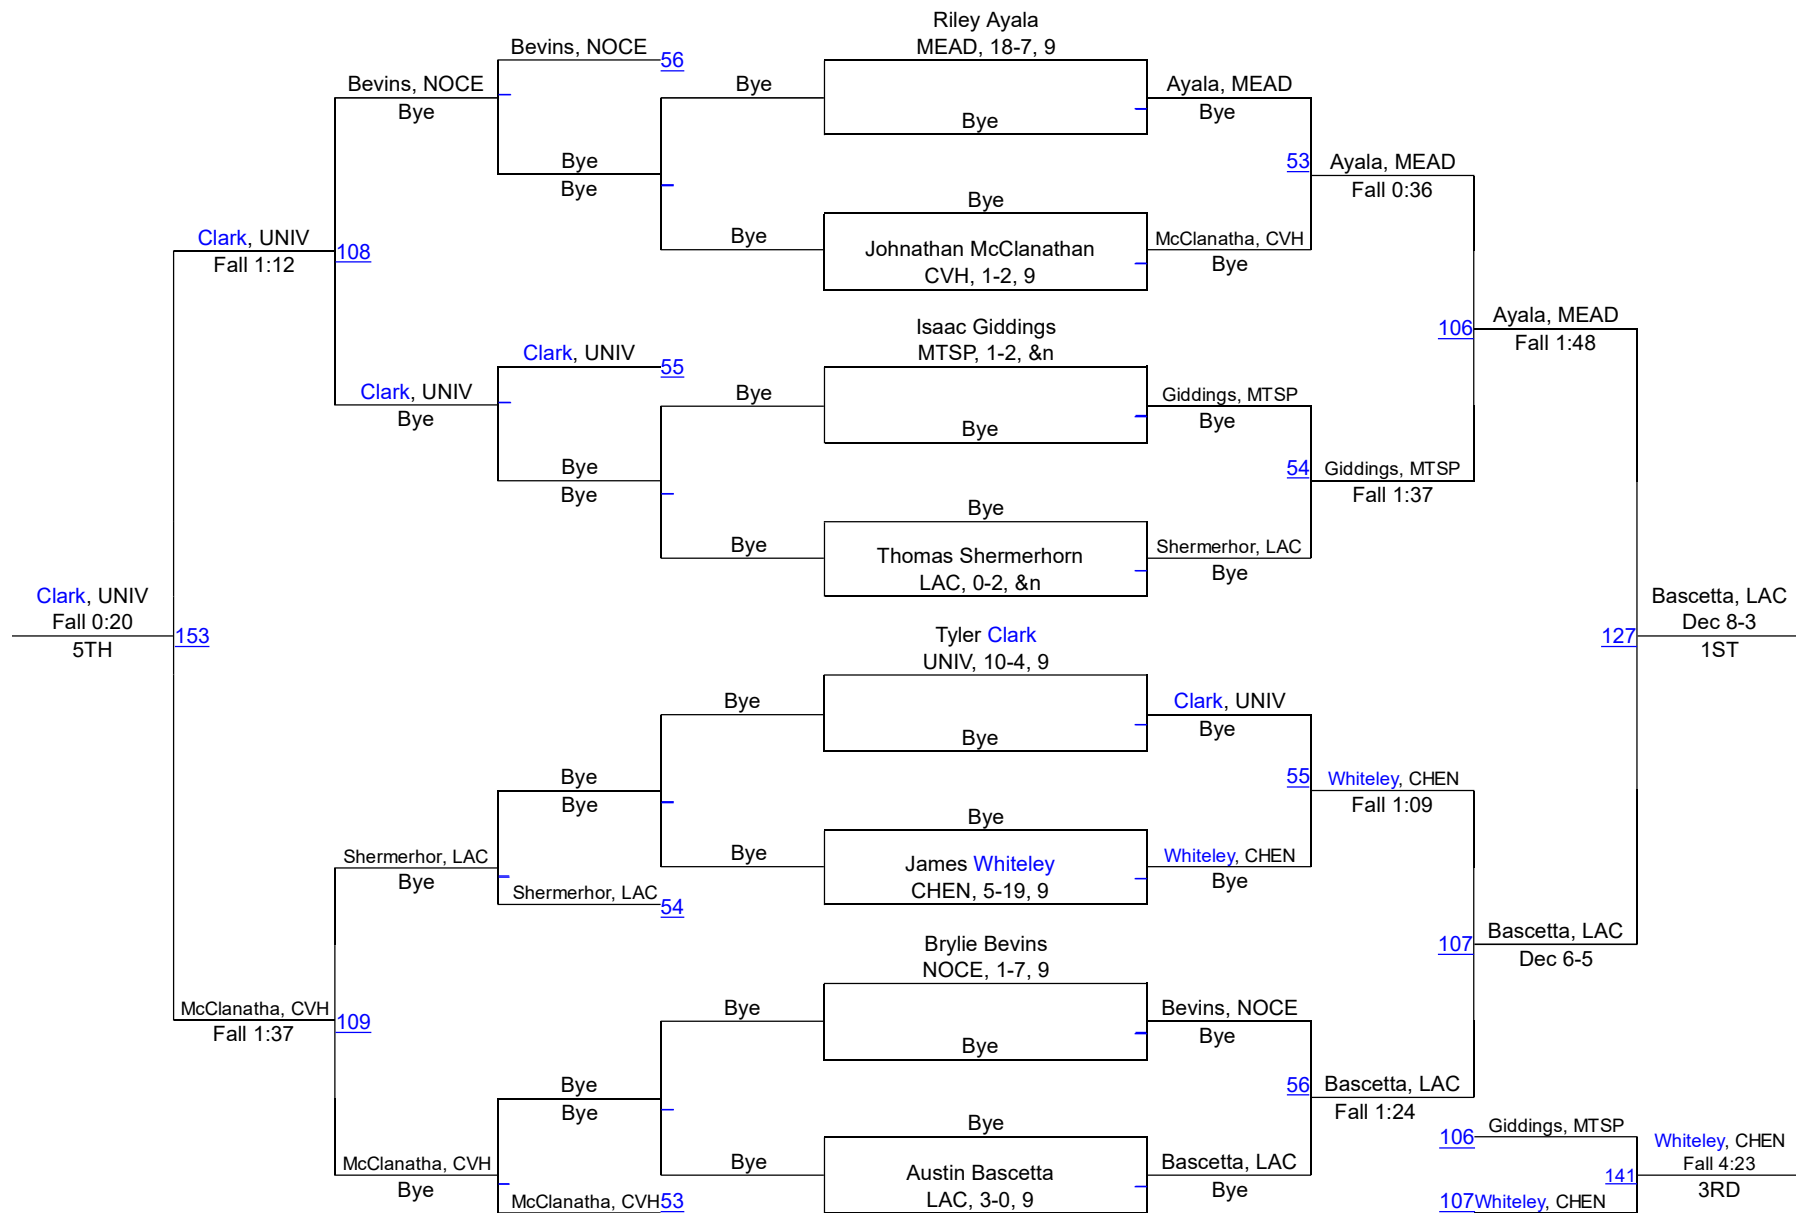 Riley Ayala
MEAD, 18-7, 9
Bevins, NOCE
56
Bevins, NOCE
Bye
Bye
Bye
Ayala, MEAD
Bye
Bye
Bye
53
Ayala, MEAD
Fall 0:36
Bye
Bye
Johnathan McClanathan
CVH, 1-2, 9
McClanatha, CVH
Bye
Clark, UNIV
Fall 1:12
108
Isaac Giddings
MTSP, 1-2, &n
106
Ayala, MEAD
Fall 1:48
Clark, UNIV
55
Clark, UNIV
Bye
Bye
Bye
Giddings, MTSP
Bye
Bye
Bye
54
Giddings, MTSP
Fall 1:37
Bye
Bye
Thomas Shermerhorn
LAC, 0-2, &n
Shermerhor, LAC
Bye
Clark, UNIV
Fall 0:20
5TH
153
Bascetta, LAC
Dec 8-3
1ST
127
Tyler Clark
UNIV, 10-4, 9
Bye
Bye
Clark, UNIV
Bye
Bye
Bye
55
Whiteley, CHEN
Fall 1:09
Bye
Bye
James Whiteley
CHEN, 5-19, 9
Whiteley, CHEN
Bye
Shermerhor, LAC
Bye
Shermerhor, LAC
54
Brylie Bevins
NOCE, 1-7, 9
107
Bascetta, LAC
Dec 6-5
McClanatha, CVH
Fall 1:37
109
Bye
Bye
Bevins, NOCE
Bye
Bye
Bye
56
Bascetta, LAC
Fall 1:24
Bye
Bye
Austin Bascetta
LAC, 3-0, 9
Bascetta, LAC
Bye
McClanatha, CVH
Bye
McClanatha, CVH
53
106
Giddings, MTSP
141
Whiteley, CHEN
Fall 4:23
3RD
107
Whiteley, CHEN